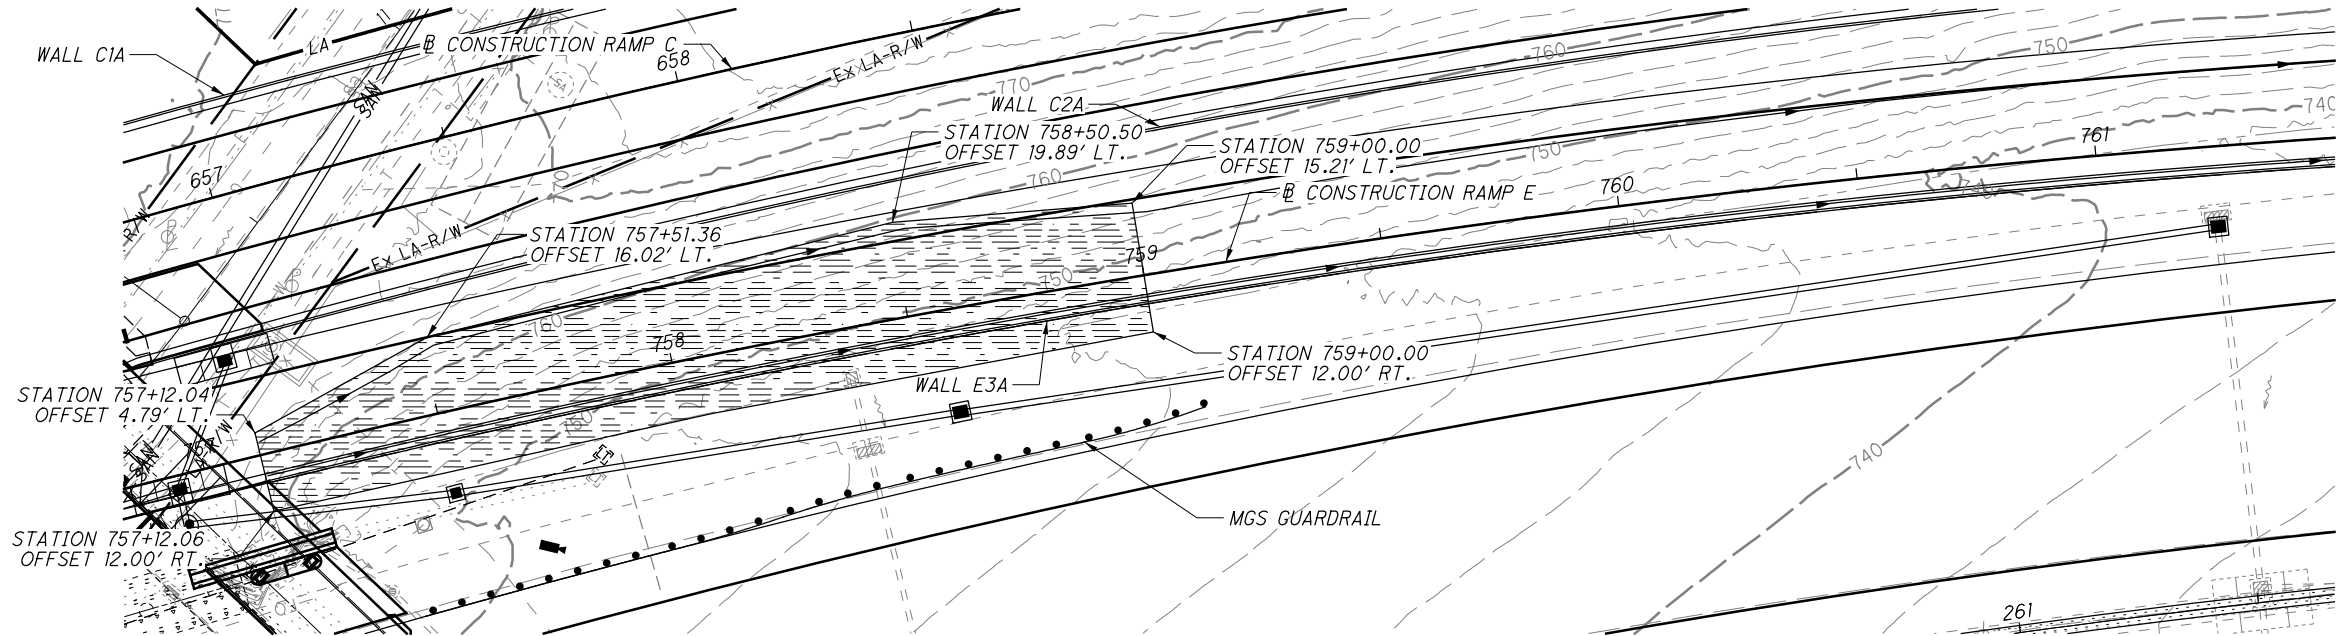 WALL C1A
LA
℄ CONSTRUCTION RAMP C
658
Ex LA-R/W
770
760
750
740
WALL C2A
SAN
SAN
STATION 758+50.50
OFFSET 19.89' LT.
STATION 759+00.00
OFFSET 15.21' LT.
750
761
657
760
℄ CONSTRUCTION RAMP E
760
R/W
Ex LA-R/W
STATION 757+51.36
OFFSET 16.02' LT.
759
750
760
758
STATION 759+00.00
OFFSET 12.00' RT.
WALL E3A
STATION 757+12.04
OFFSET 4.79' LT.
750
SAN
SAN
740
MGS GUARDRAIL
STATION 757+12.06
OFFSET 12.00' RT.
261